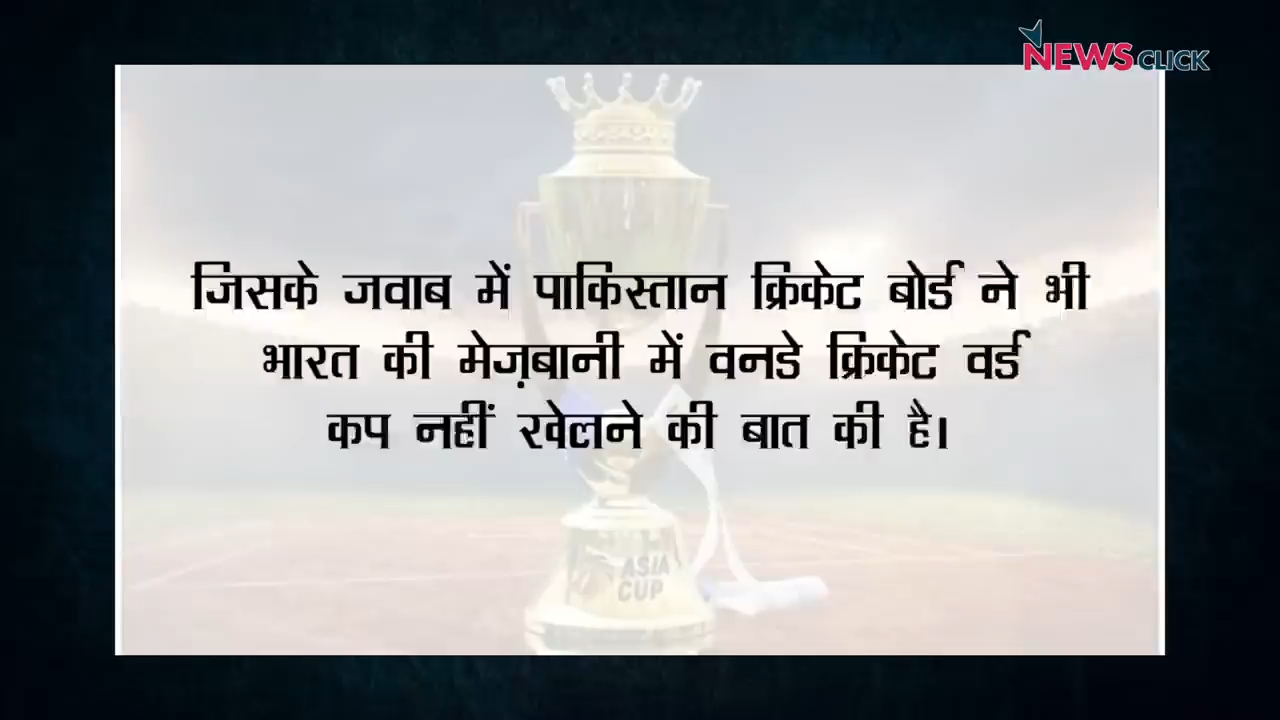 NEWSCLICK
जिसके जवाब में पाकिस्तान क्रिकेट बोर्ड ने भी
भारत की मेज़बानी में वनडे क्रिकेट वर्ड
कप नहीं खेलने की बात की है।
ASIA
CUP